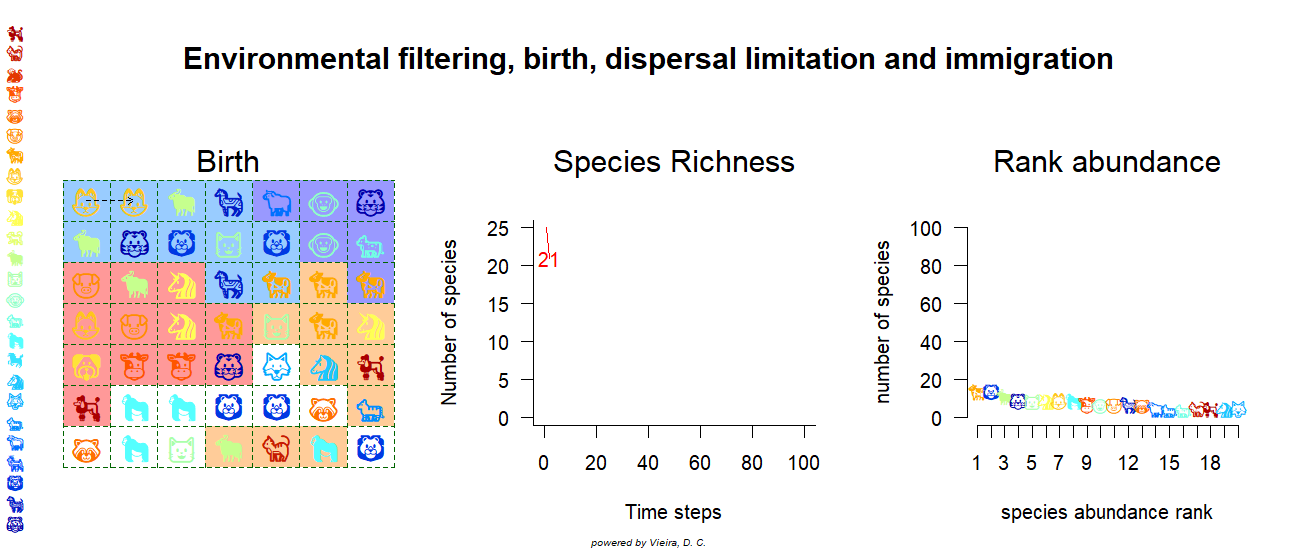 Environmental filtering, birth, dispersal limitation and immigration
Birth
Species Richness
Rank abundance
Number of species
25
20
15
10
5
0
21
0 20 40 60 80 100
Time steps
number of species
100
80
60
40
20
0
1 3 5 7 9 12 15 18
species abundance rank
powered by Vieira, D. C.